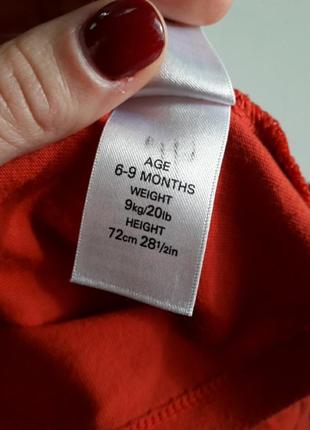 AGE
6-9 MONTHS
WEIGHT
9kg/20lb
HEIGHT
72cm 28½in